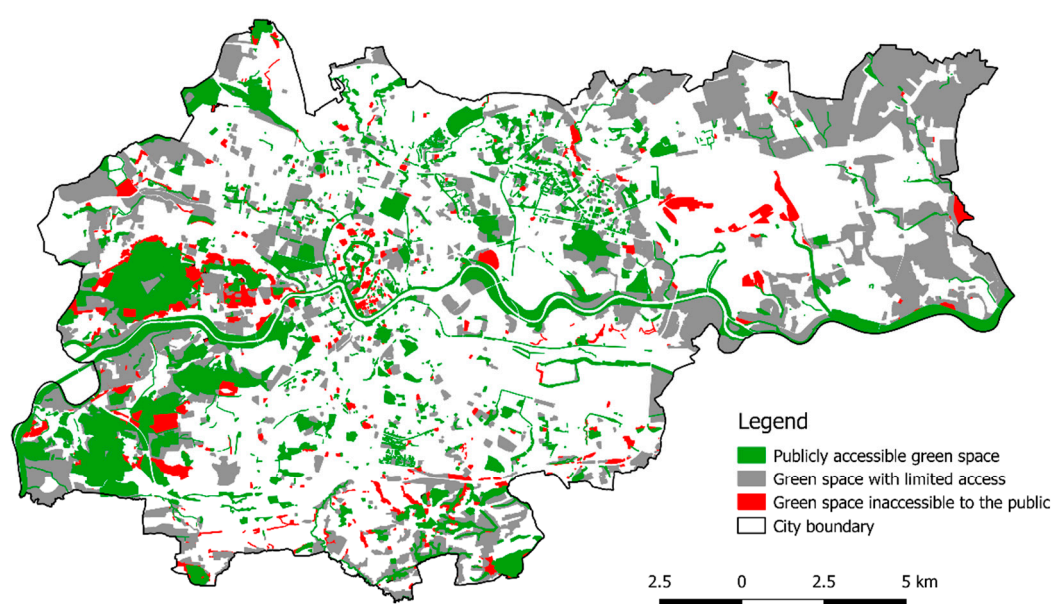 Legend
Publicly accessible green space
Green space with limited access
Green space inaccessible to the public
City boundary
2.5 0 2.5 5 km